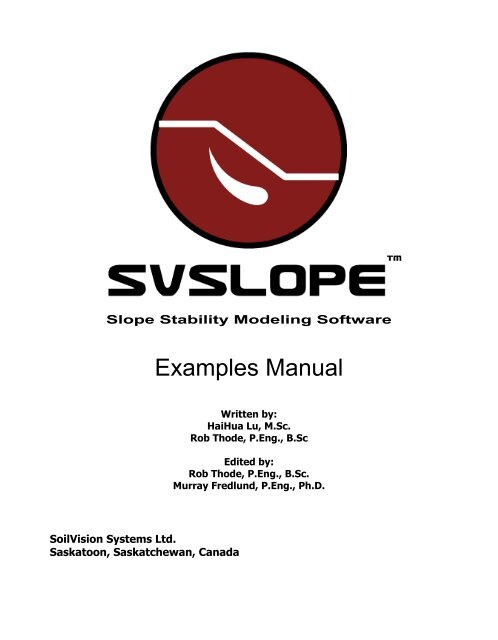 SVSLOPE™
Slope Stability Modeling Software
Examples Manual
Written by:
HaiHua Lu, M.Sc.
Rob Thode, P.Eng., B.Sc
Edited by:
Rob Thode, P.Eng., B.Sc.
Murray Fredlund, P.Eng., Ph.D.
SoilVision Systems Ltd.
Saskatoon, Saskatchewan, Canada